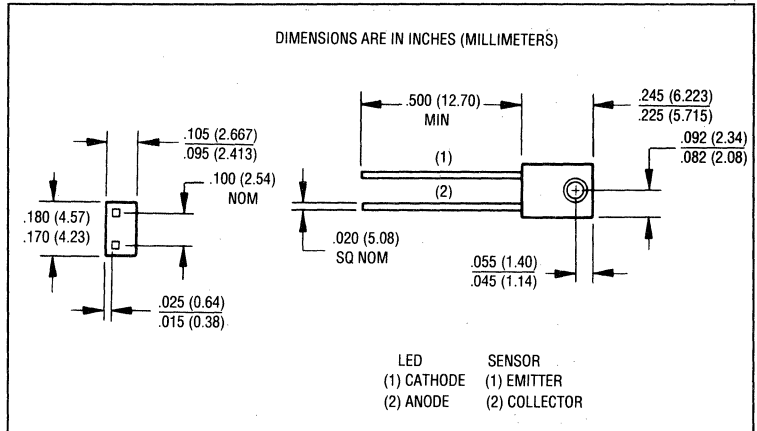 DIMENSIONS ARE IN INCHES (MILLIMETERS)
.500 (12.70)
MIN
.245 (6.223)
.225 (5.715)
.105 (2.667)
.095 (2.413)
.092 (2.34)
.082 (2.08)
(1)
.100 (2.54)
NOM
(2)
.180 (4.57)
.170 (4.23)
.020 (5.08)
SQ NOM
.055 (1.40)
.045 (1.14)
.025 (0.64)
.015 (0.38)
LED SENSOR
(1) CATHODE (1) EMITTER
(2) ANODE (2) COLLECTOR